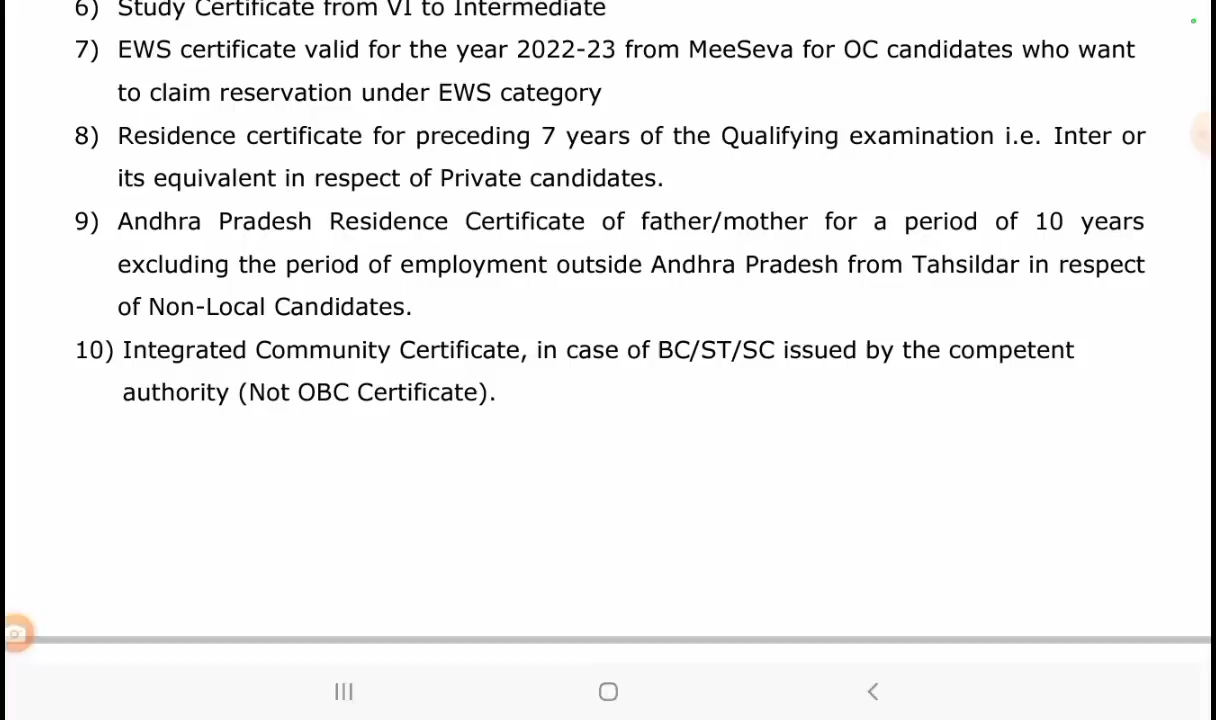 6) Study Certificate from VI to Intermediate
7) EWS certificate valid for the year 2022-23 from MeeSeva for OC candidates who want
to claim reservation under EWS category
8) Residence certificate for preceding 7 years of the Qualifying examination i.e. Inter or
its equivalent in respect of Private candidates.
9) Andhra Pradesh Residence Certificate of father/mother for a period of 10 years
excluding the period of employment outside Andhra Pradesh from Tahsildar in respect
of Non-Local Candidates.
10) Integrated Community Certificate, in case of BC/ST/SC issued by the competent
authority (Not OBC Certificate).